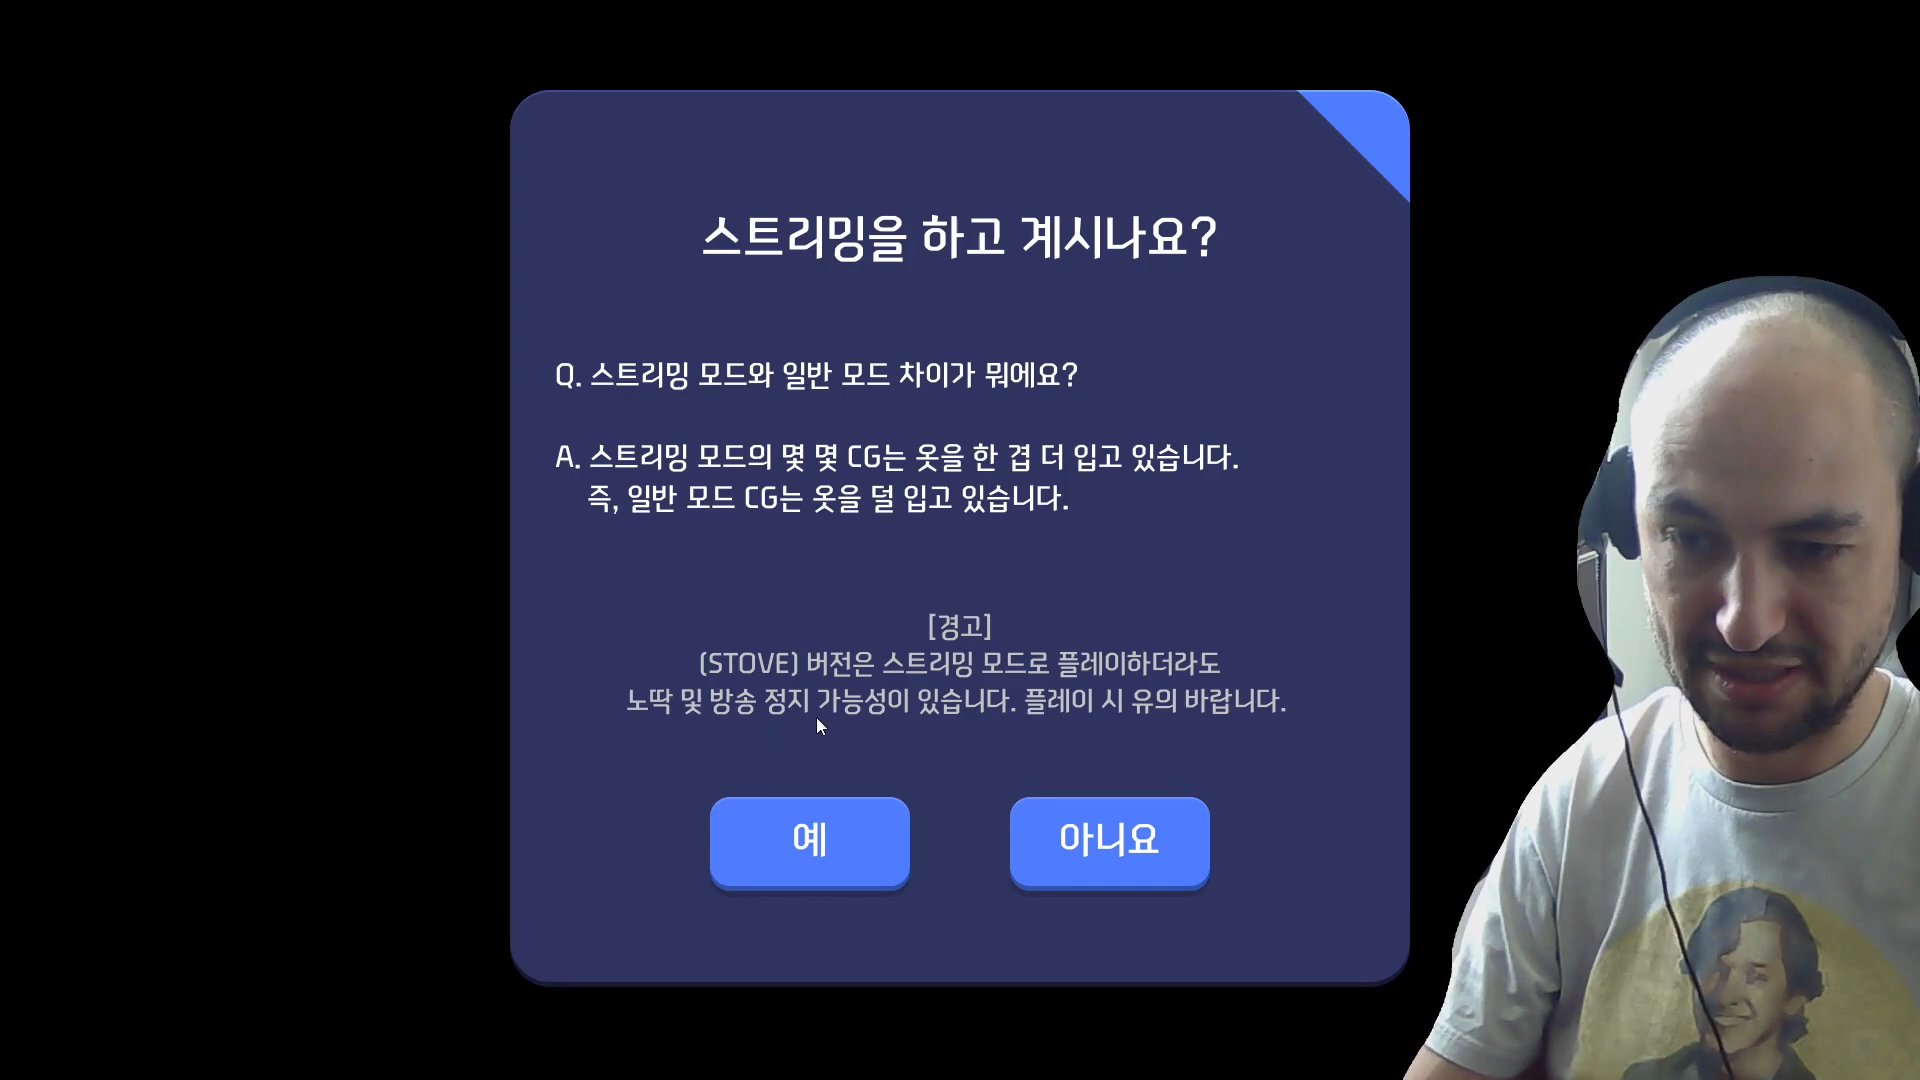 스트리밍을 하고 계시나요?
Q. 스트리밍 모드와 일반 모드 차이가 뭐에요?
A. 스트리밍 모드의 몇 몇 CG는 옷을 한 겹 더 입고 있습니다.
즉, 일반 모드 CG는 옷을 덜 입고 있습니다.
[경고]
(STOVE) 버전은 스트리밍 모드로 플레이하더라도
노딱 및 방송 정지 가능성이 있습니다. 플레이 시 유의 바랍니다.
예
아니요